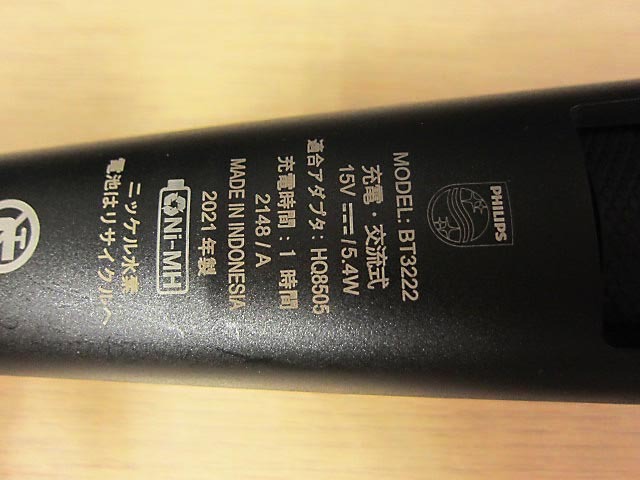 PHILIPS
MODEL: BT3222
充電・交流式
15V⎓/5.4W
適合アダプタ: HQ8505
充電時間: 1 時間
2148/A
MADE IN INDONESIA
2021 年製
Ni-MH
ニッケル水素
電池はリサイクルへ